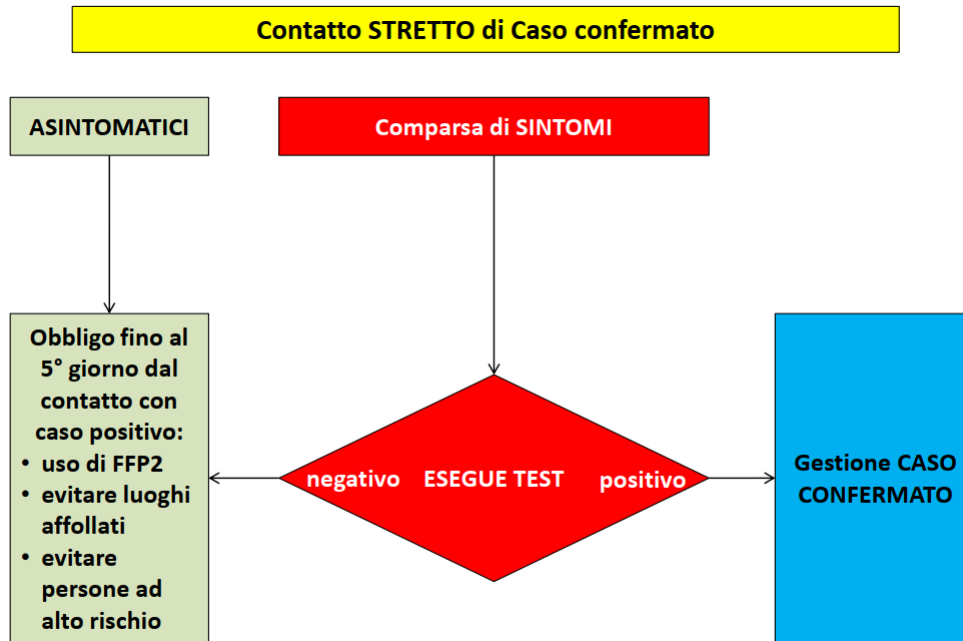 Contatto STRETTO di Caso confermato
ASINTOMATICI
Comparsa di SINTOMI
Obbligo fino al
5° giorno dal
contatto con
caso positivo:
• uso di FFP2
• evitare luoghi
affollati
• evitare
persone ad
alto rischio
negativo ESEGUE TEST positivo
Gestione CASO
CONFERMATO